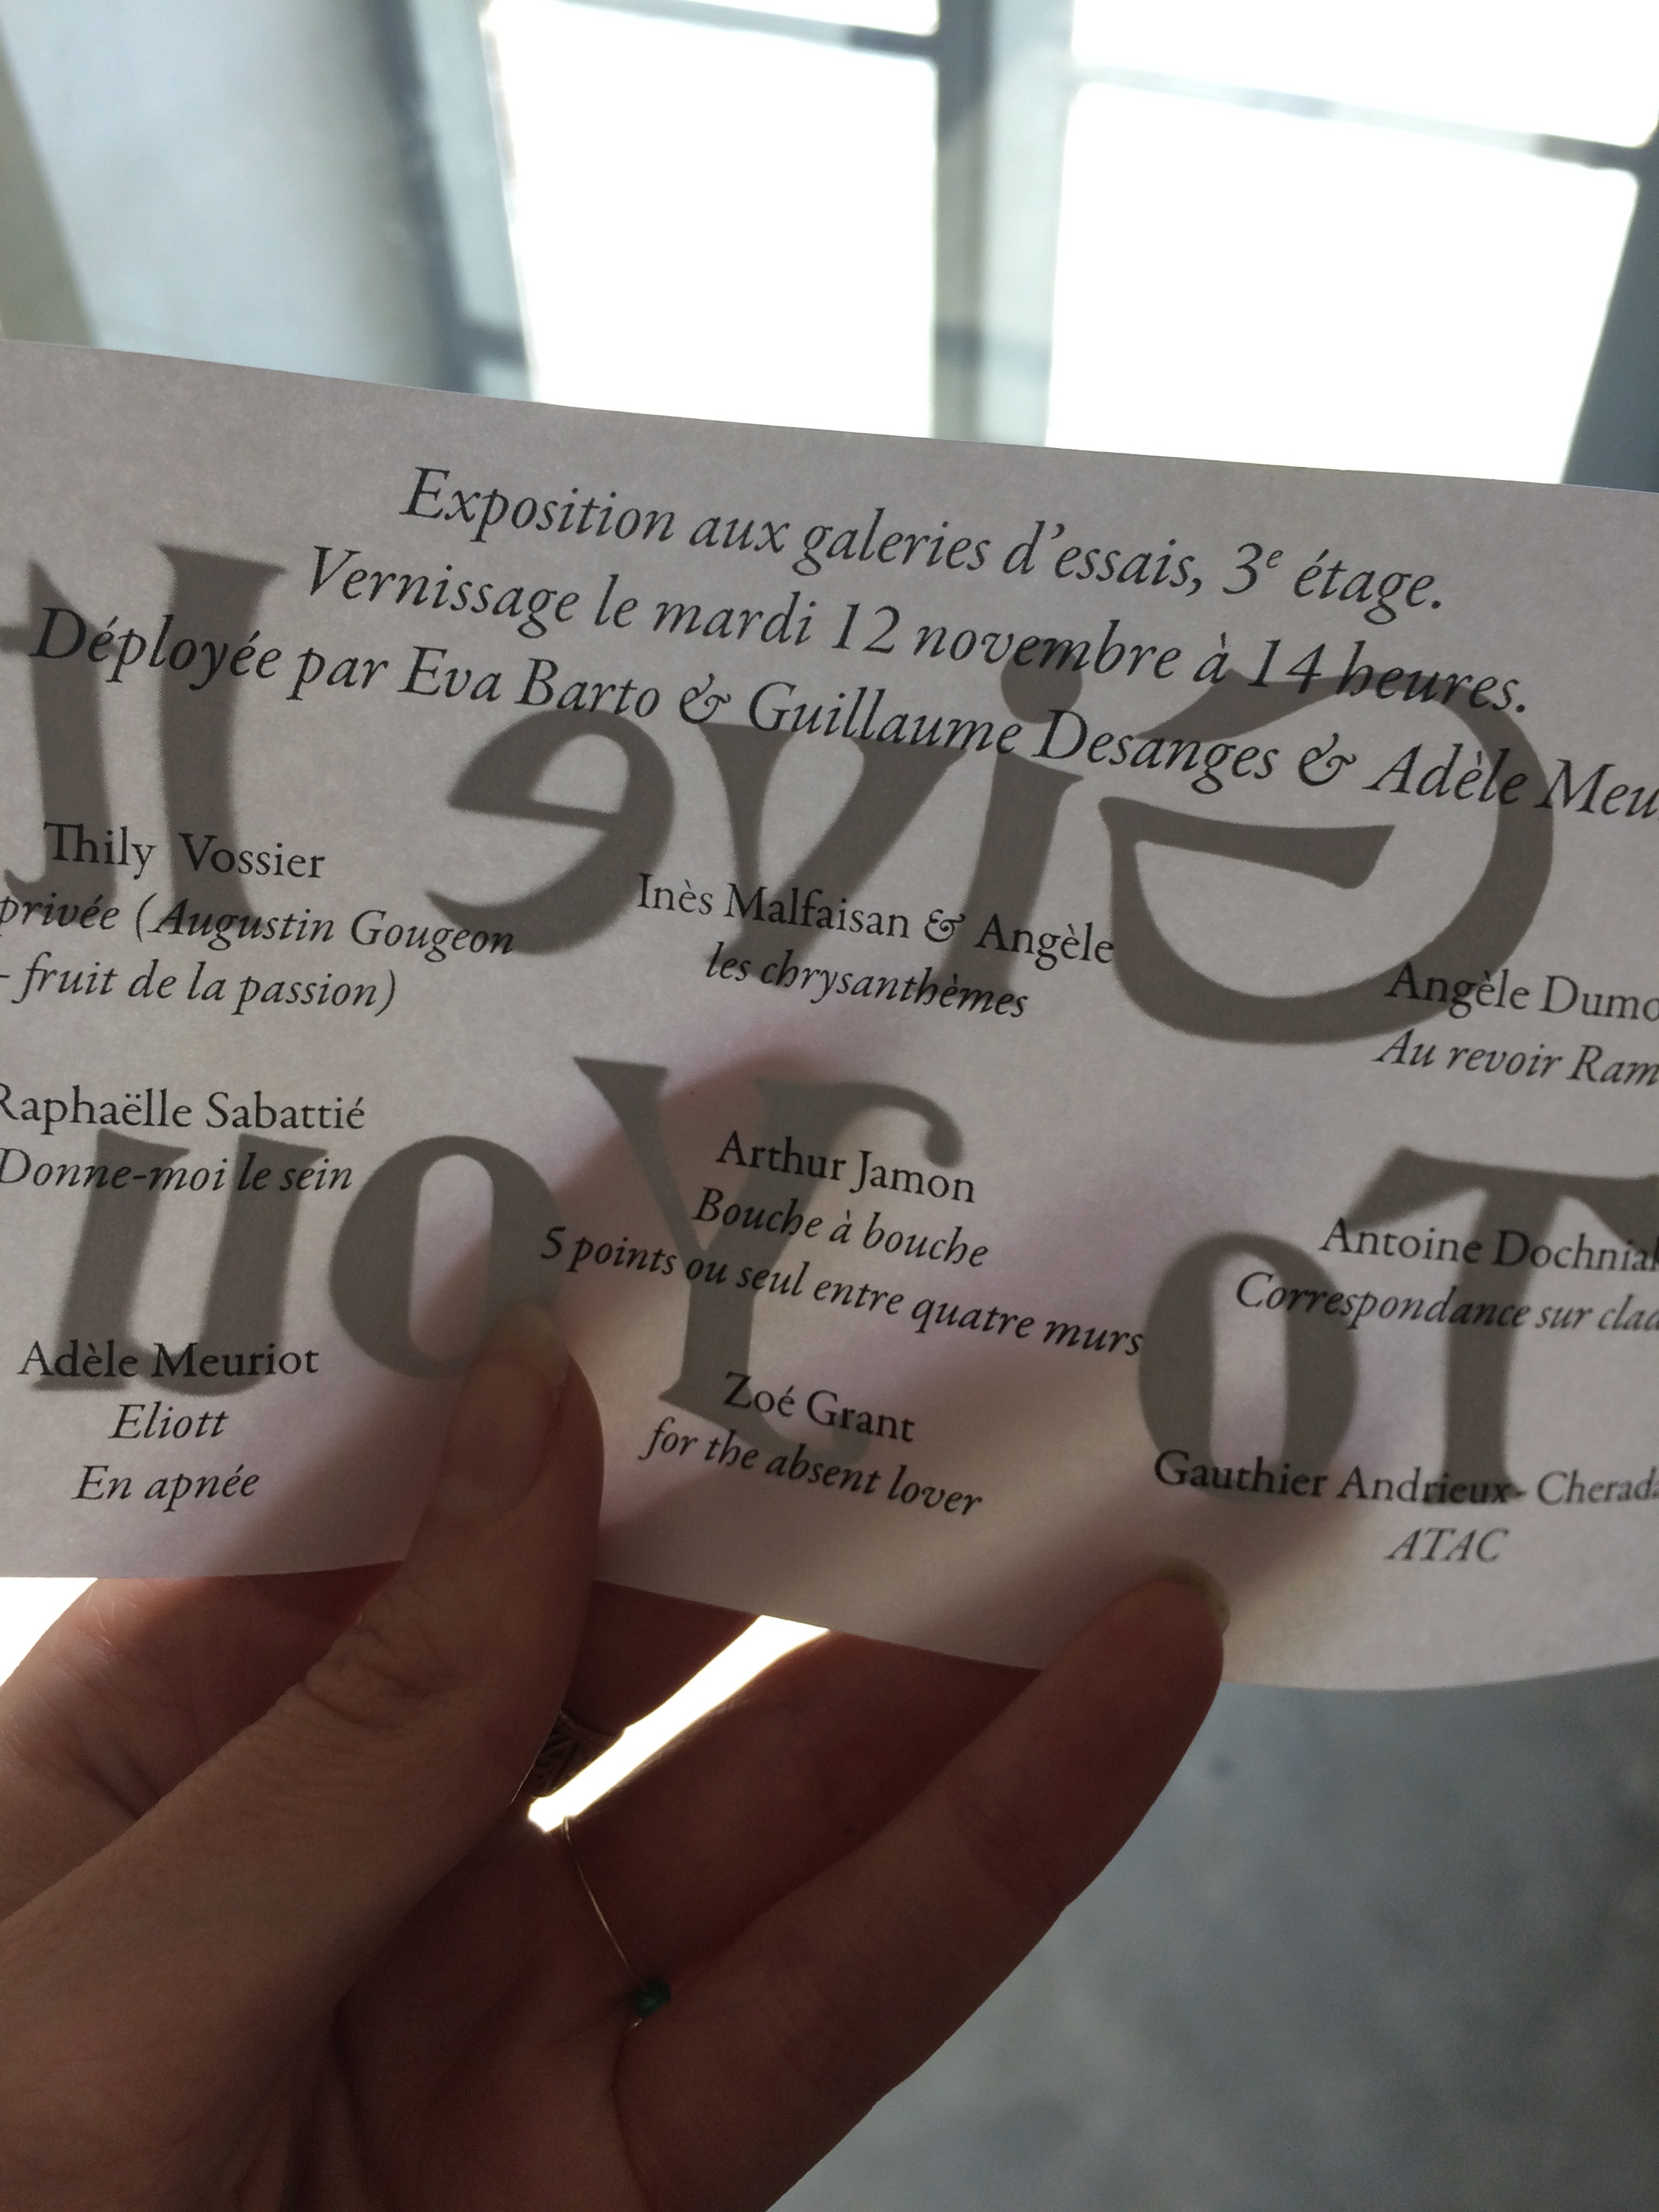 Exposition aux galeries d'essais, 3e étage.
Vernissage le mardi 12 novembre à 14 heures.
Déployée par Eva Barto & Guillaume Desanges & Adèle Meu
Thily Vossier
privée (Augustin Gougeon
- fruit de la passion)
Inès Malfaisan & Angèle
les chrysanthèmes
Angèle Dumo
Au revoir Ram
Raphaëlle Sabattié
Donne-moi le sein
Arthur Jamon
Bouche à bouche
5 points ou seul entre quatre murs
Antoine Dochnia
Correspondance sur cla
Adèle Meuriot
Eliott
En apnée
Zoé Grant
for the absent lover
Gauthier Andrieux- Cherad
ATAC
Give It
To You